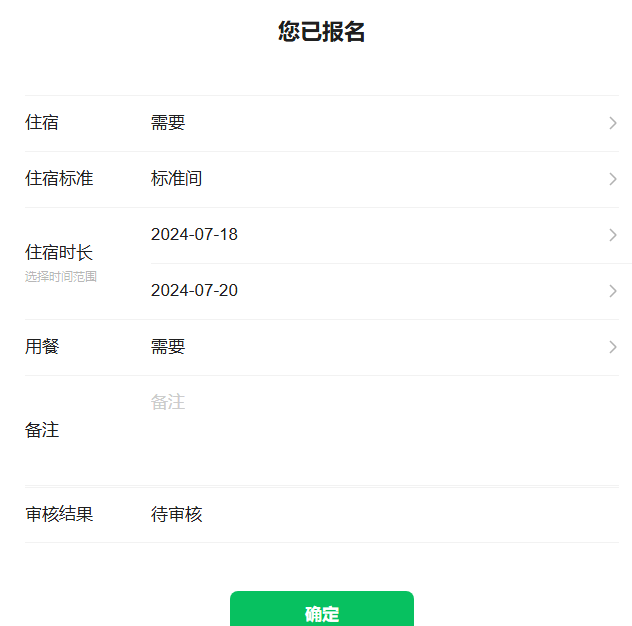 您已报名
住宿 需要
住宿标准 标准间
住宿时长
选择时间范围
2024-07-18
2024-07-20
用餐 需要
备注 备注
审核结果 待审核
确定